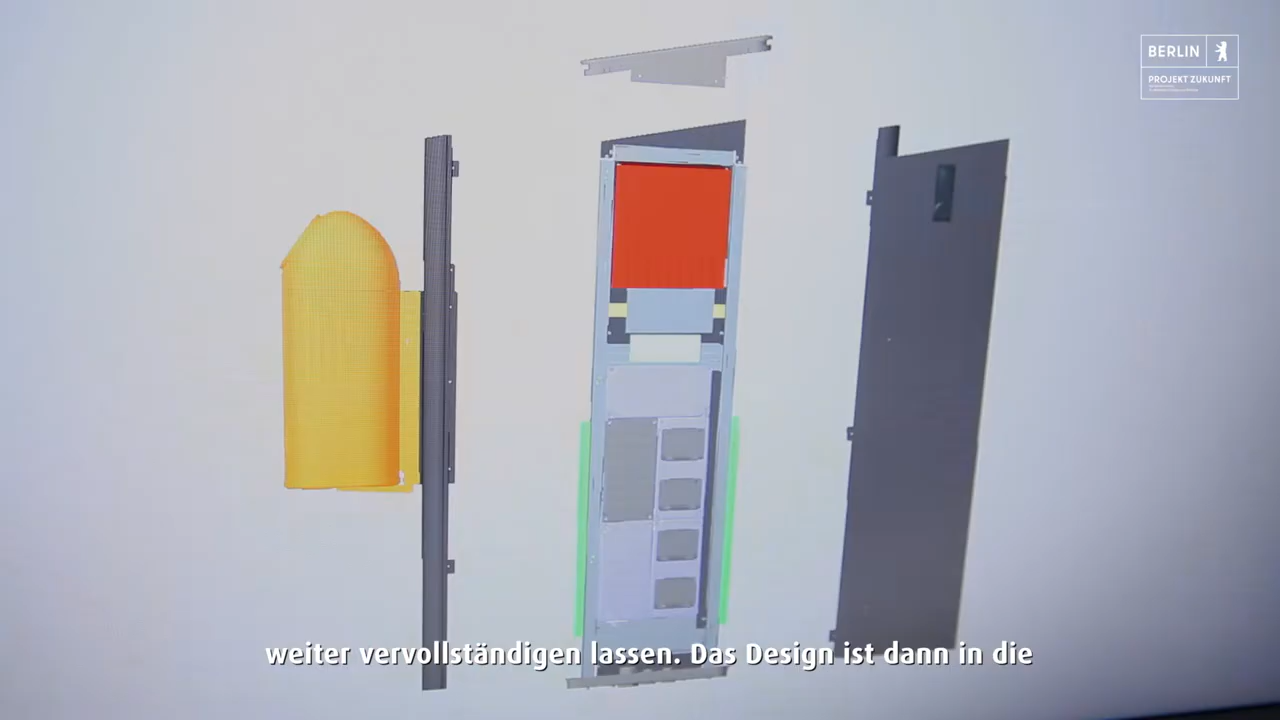 BERLIN
PROJEKT ZUKUNFT
weiter vervollständigen lassen. Das Design ist dann in die